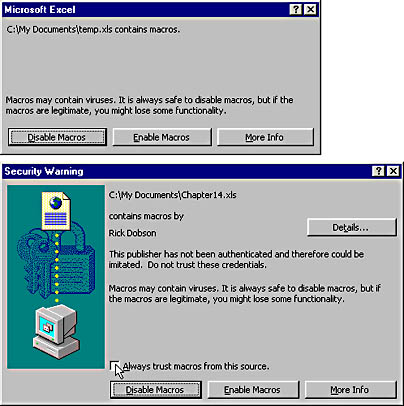 Microsoft Excel
C:\My Documents\temp.xls contains macros.
Macros may contain viruses. It is always safe to disable macros, but if the
macros are legitimate, you might lose some functionality.
Disable Macros Enable Macros More Info
Security Warning
C:\My Documents\Chapter14.xls
contains macros by
Rick Dobson
Details...
This publisher has not been authenticated and therefore could be
imitated. Do not trust these credentials.
Macros may contain viruses. It is always safe to disable macros, but if
the macros are legitimate, you might lose some functionality.
Always trust macros from this source.
Disable Macros Enable Macros More Info